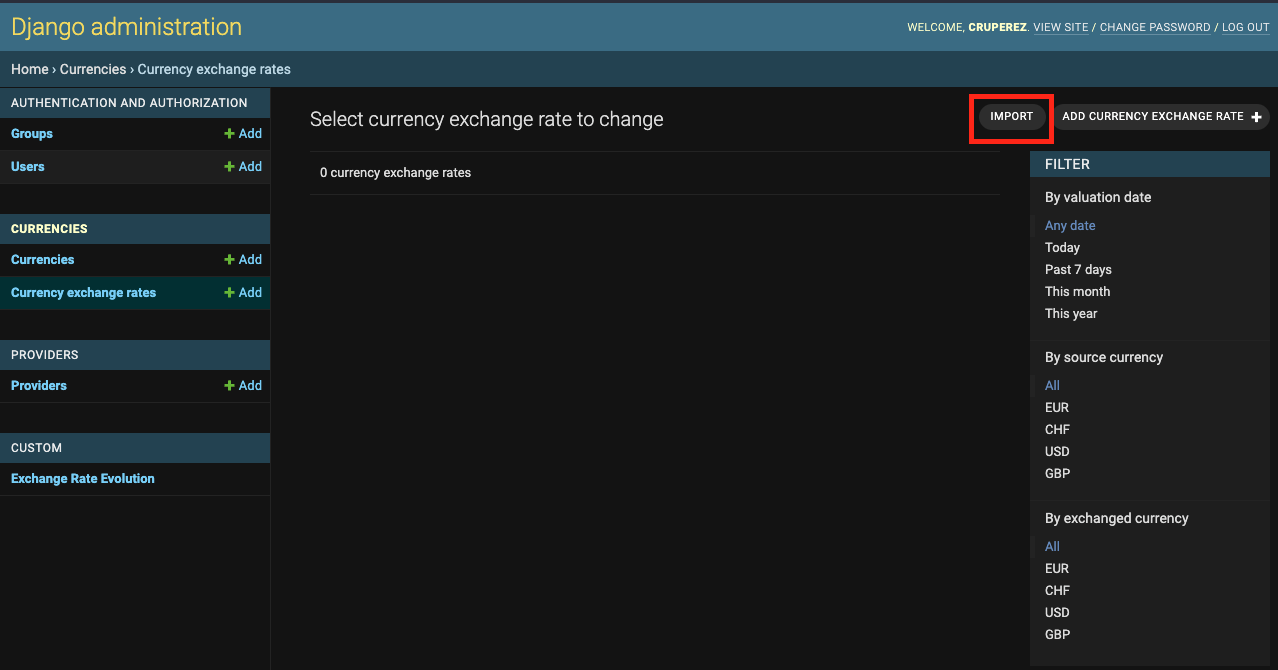 Django administration
WELCOME, CRUPEREZ. VIEW SITE / CHANGE PASSWORD / LOG OUT
Home › Currencies › Currency exchange rates
AUTHENTICATION AND AUTHORIZATION
Groups + Add
Users + Add
CURRENCIES
Currencies + Add
Currency exchange rates + Add
PROVIDERS
Providers + Add
CUSTOM
Exchange Rate Evolution
Select currency exchange rate to change
IMPORT
ADD CURRENCY EXCHANGE RATE +
0 currency exchange rates
FILTER
By valuation date
Any date
Today
Past 7 days
This month
This year
By source currency
All
EUR
CHF
USD
GBP
By exchanged currency
All
EUR
CHF
USD
GBP